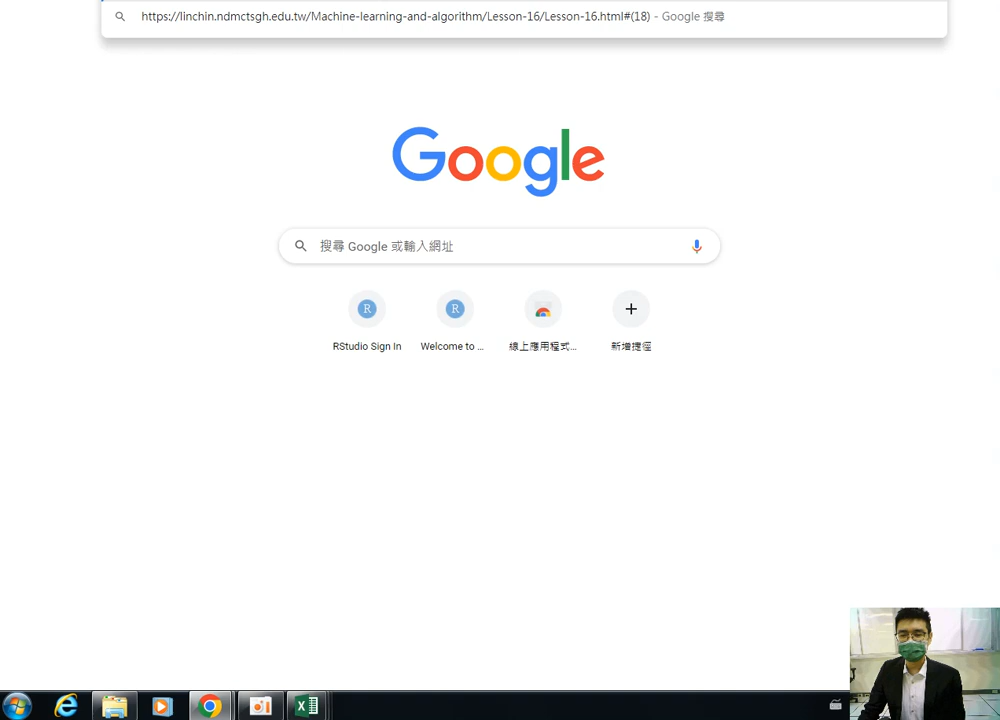 https://linchin.ndmctsgh.edu.tw/Machine-learning-and-algorithm/Lesson-16/Lesson-16.html#(18) - Google 搜尋
Google
搜尋 Google 或輸入網址
R
R
RStudio Sign In
Welcome to ...
線上應用程式...
新增捷徑